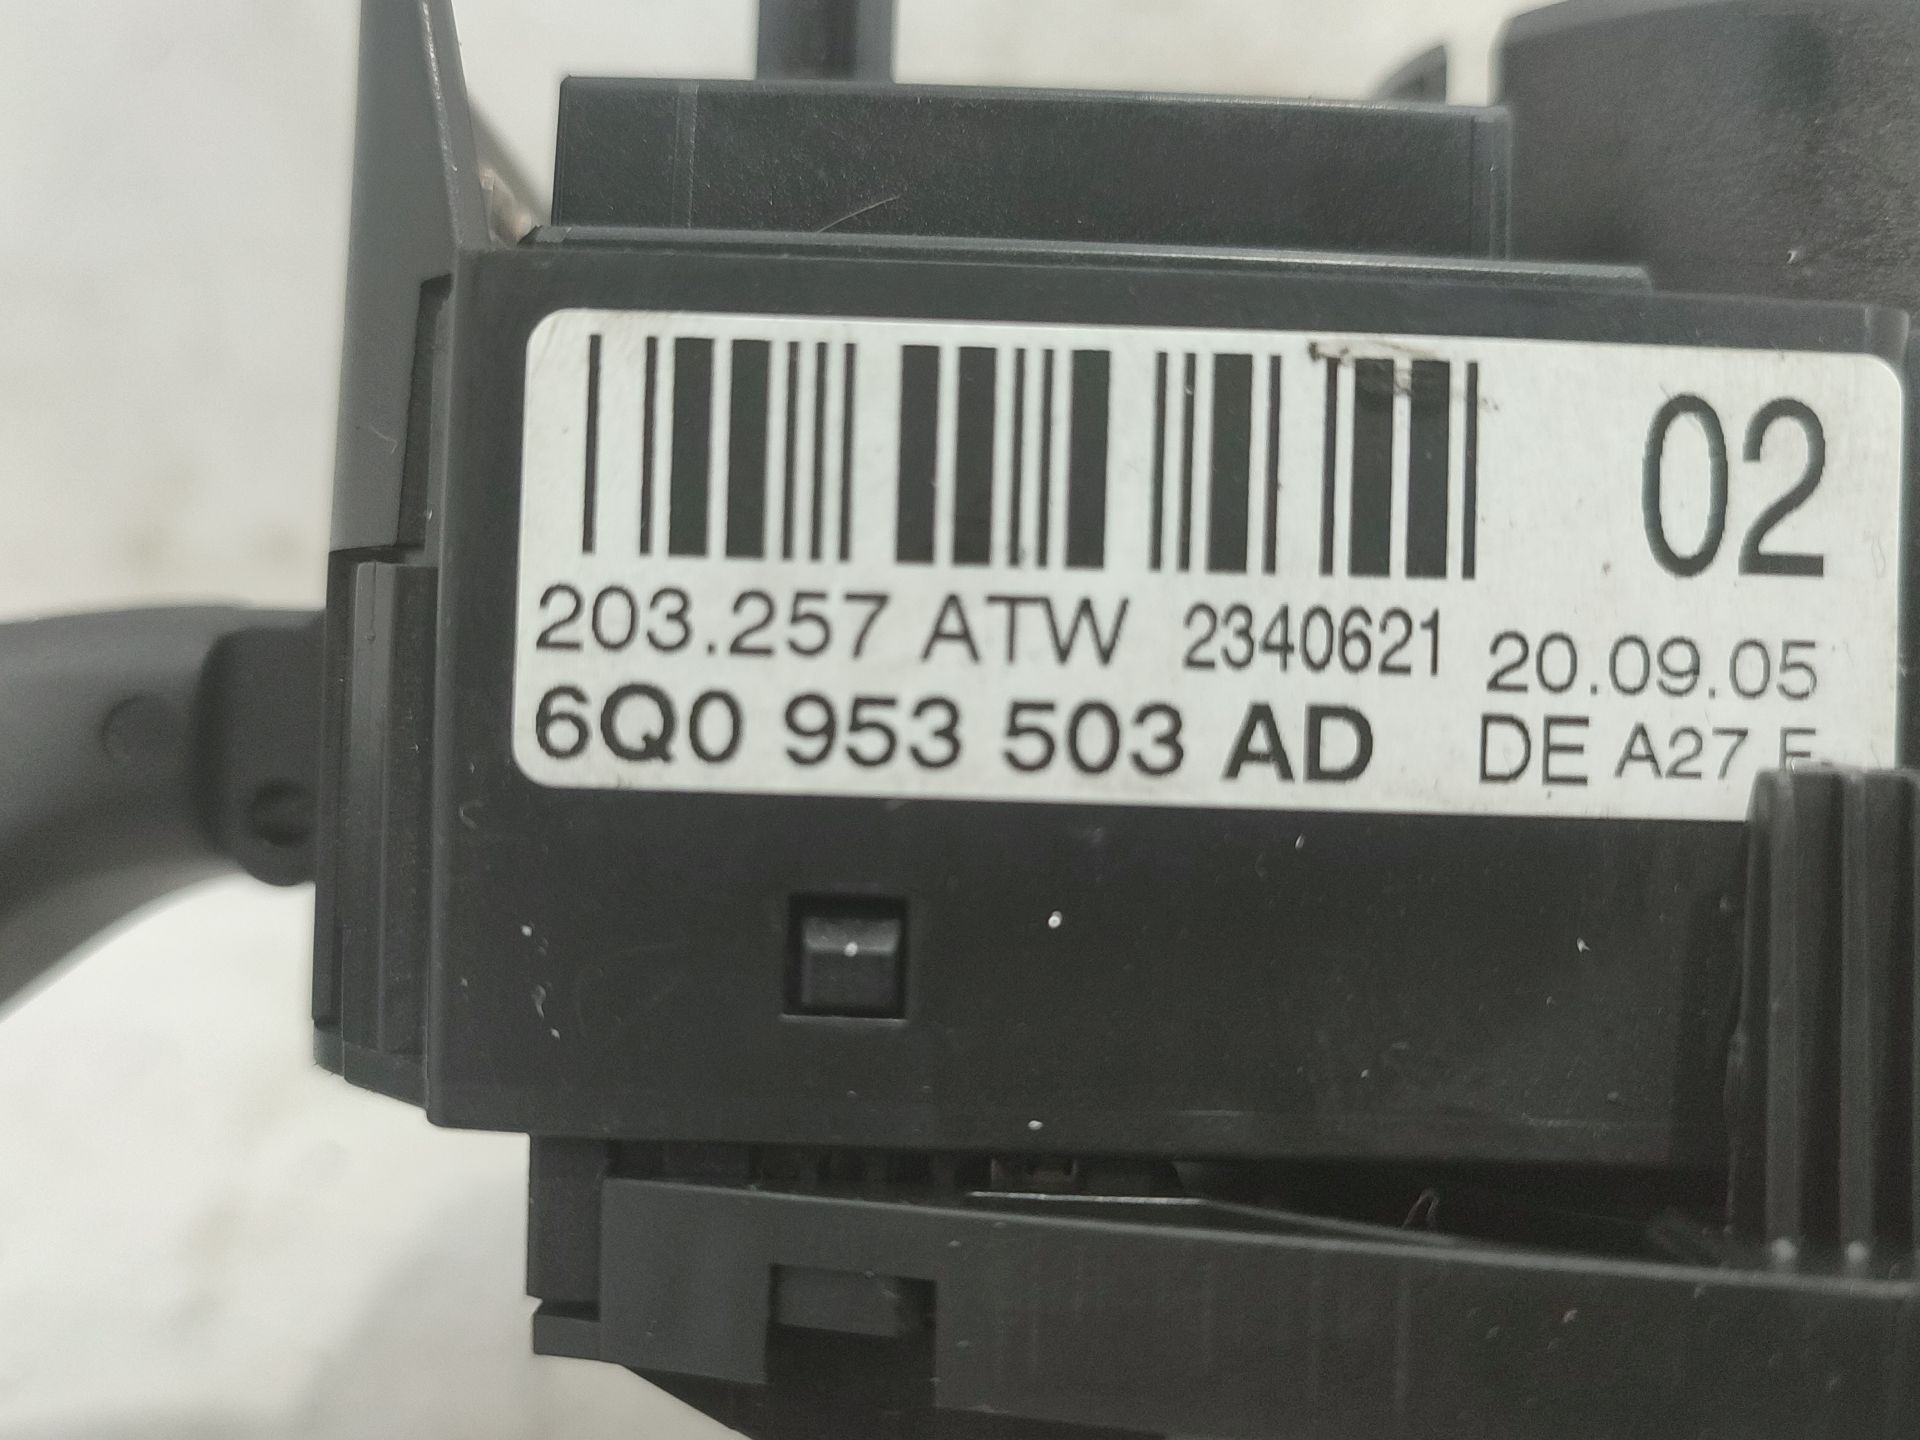 02
203.257 ATW 2340621 20.09.05
6Q0 953 503 AD DE A27